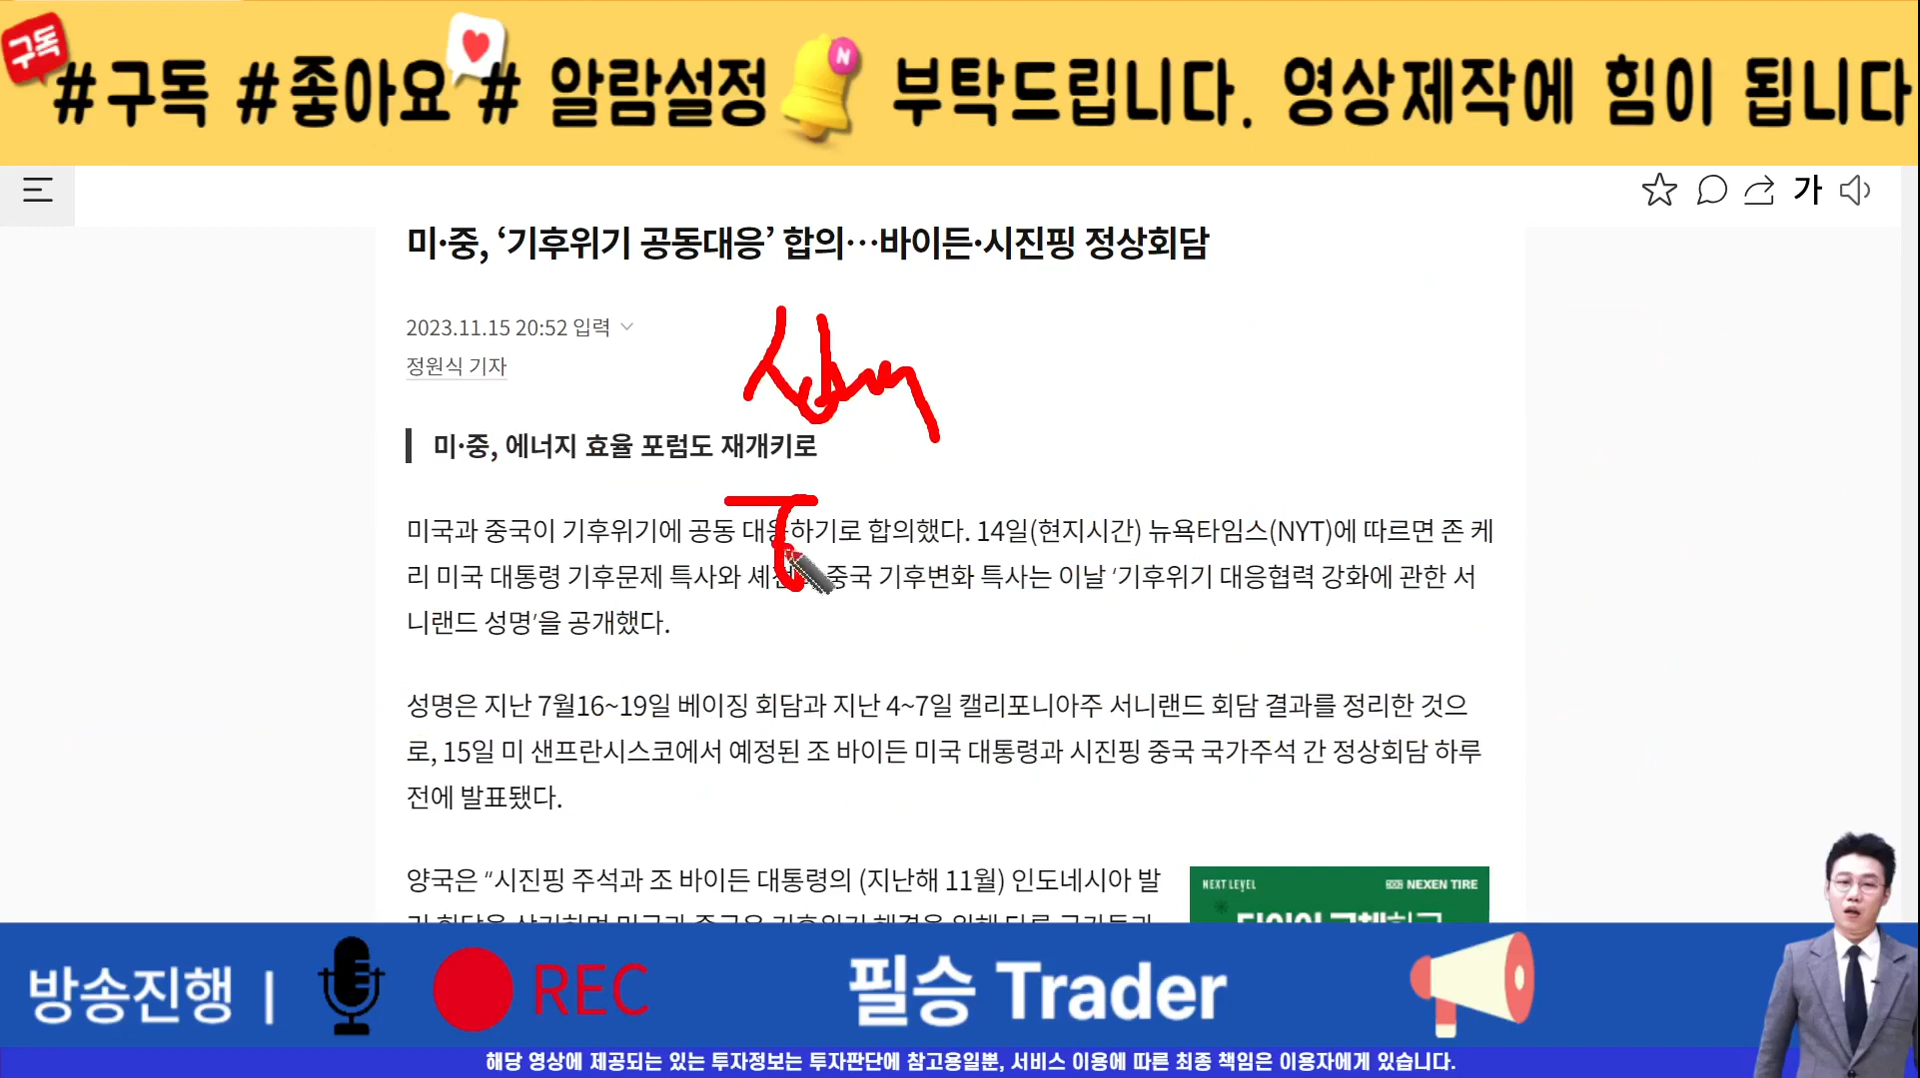 구독
#구독 #좋아요 # 알람설정 N 부탁드립니다. 영상제작에 힘이 됩니다
가
미·중, ‘기후위기 공동대응’ 합의…바이든·시진핑 정상회담
2023.11.15 20:52 입력
정원식 기자
미·중, 에너지 효율 포럼도 재개키로
미국과 중국이 기후위기에 공동 대응하기로 합의했다. 14일(현지시간) 뉴욕타임스(NYT)에 따르면 존 케
리 미국 대통령 기후문제 특사와 중국 기후변화 특사는 이날 ‘기후위기 대응협력 강화에 관한 서
니랜드 성명’을 공개했다.
성명은 지난 7월16~19일 베이징 회담과 지난 4~7일 캘리포니아주 서니랜드 회담 결과를 정리한 것으
로, 15일 미 샌프란시스코에서 예정된 조 바이든 미국 대통령과 시진핑 중국 국가주석 간 정상회담 하루
전에 발표됐다.
양국은 “시진핑 주석과 조 바이든 대통령의 (지난해 11월) 인도네시아 발
NEXT LEVEL NEXEN TIRE
방송진행 | REC 필승 Trader
해당 영상에 제공되는 있는 투자정보는 투자판단에 참고용일뿐, 서비스 이용에 따른 최종 책임은 이용자에게 있습니다.